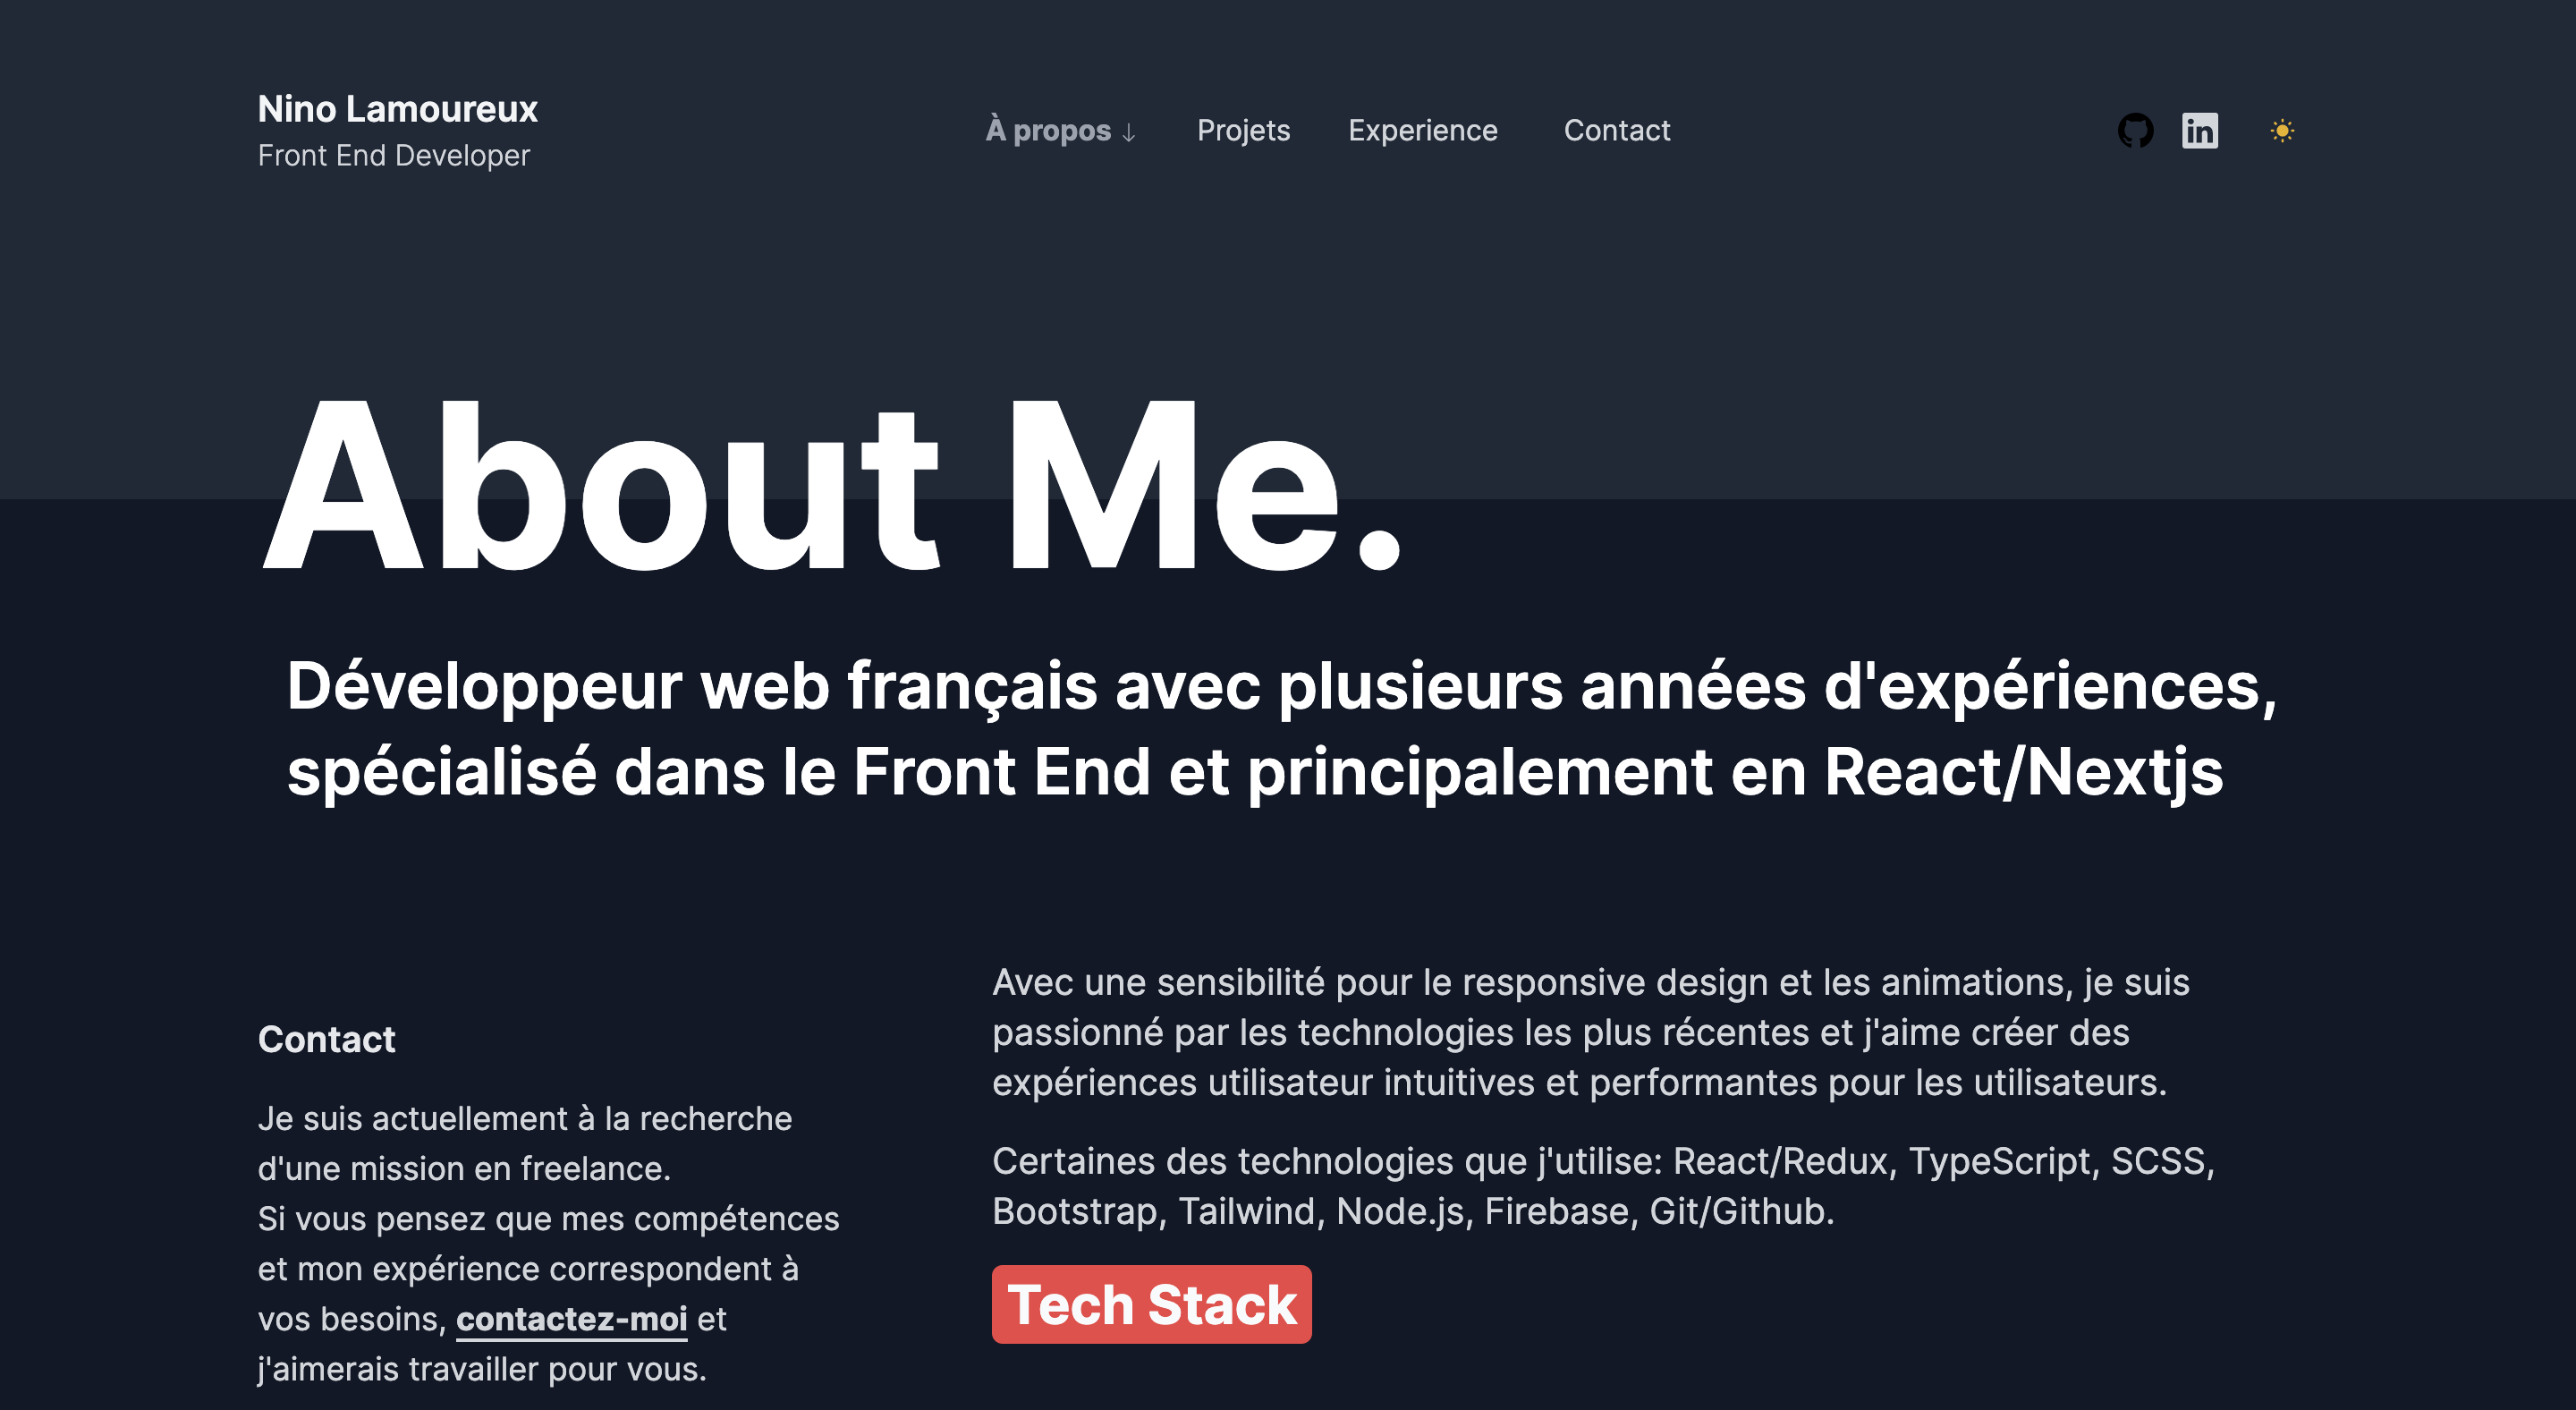 Nino Lamoureux
Front End Developer
À propos ↓ Projets Experience Contact
in
About Me.
Développeur web français avec plusieurs années d'expériences,
spécialisé dans le Front End et principalement en React/Nextjs
Contact
Je suis actuellement à la recherche
d'une mission en freelance.
Si vous pensez que mes compétences
et mon expérience correspondent à
vos besoins, contactez-moi et
j'aimerais travailler pour vous.
Avec une sensibilité pour le responsive design et les animations, je suis
passionné par les technologies les plus récentes et j'aime créer des
expériences utilisateur intuitives et performantes pour les utilisateurs.
Certaines des technologies que j'utilise: React/Redux, TypeScript, SCSS,
Bootstrap, Tailwind, Node.js, Firebase, Git/Github.
Tech Stack